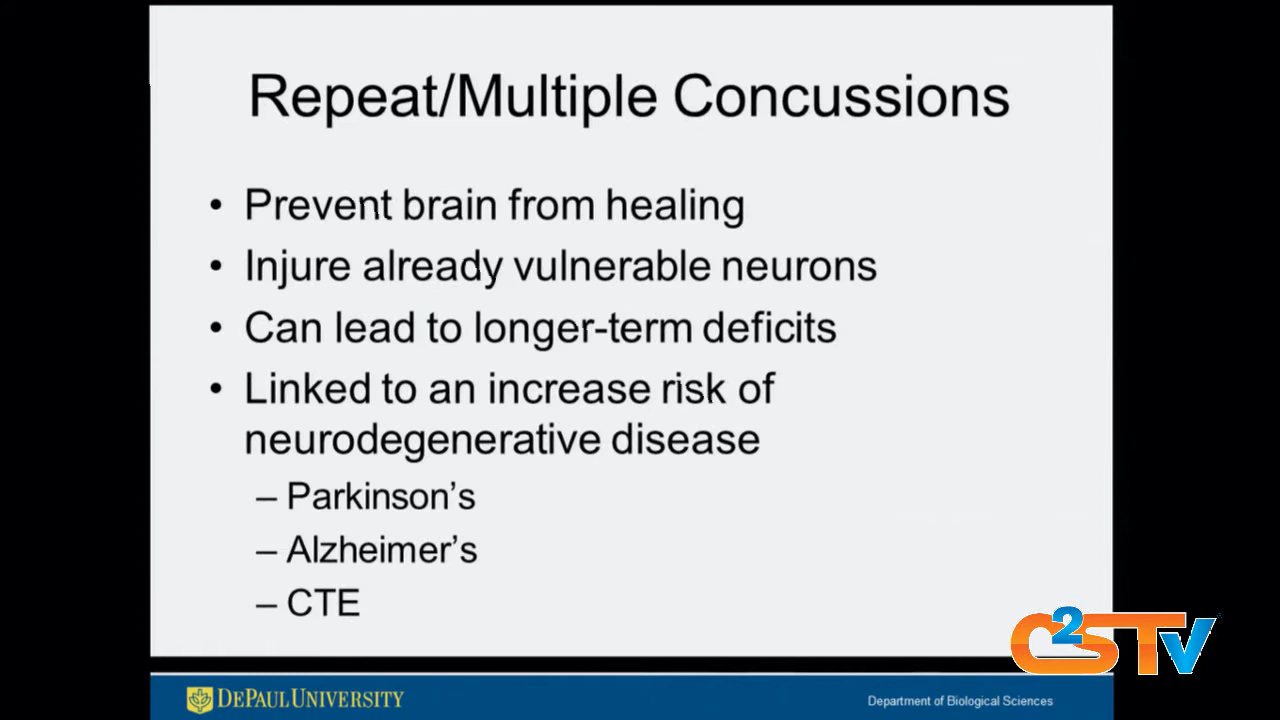 Repeat/Multiple Concussions
• Prevent brain from healing
• Injure already vulnerable neurons
• Can lead to longer-term deficits
• Linked to an increase risk of
neurodegenerative disease
– Parkinson's
– Alzheimer's
– CTE
C2STV
DEPAUL UNIVERSITY
Department of Biological Sciences